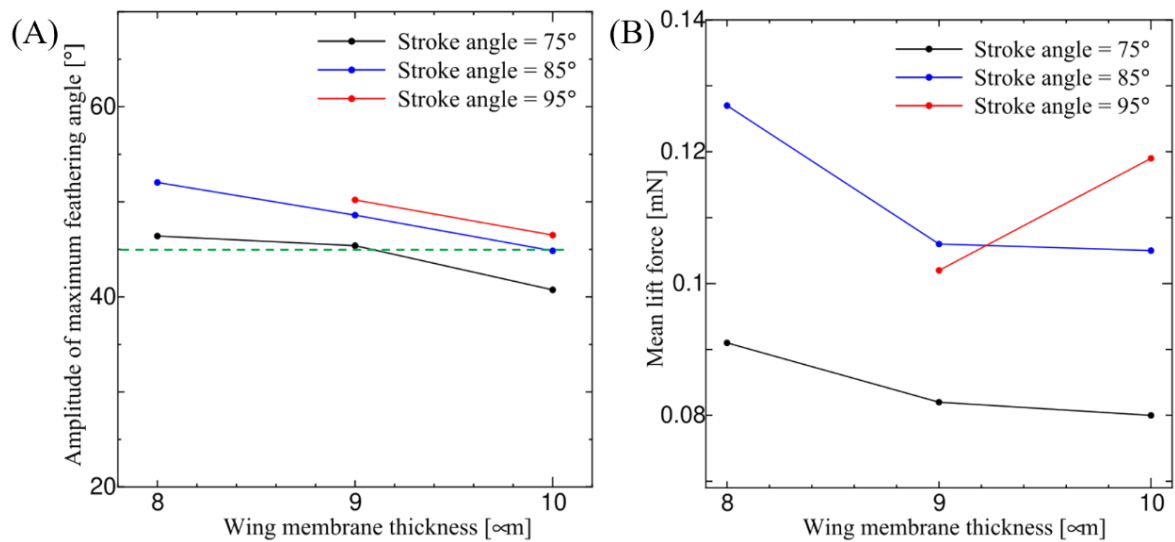 (A)
Amplitude of maximum feathering angle [°]
60
40
20
Stroke angle = 75°
Stroke angle = 85°
Stroke angle = 95°
8
9
10
Wing membrane thickness [∝m]
(B)
Mean lift force [mN]
0.14
0.12
0.1
0.08
Stroke angle = 75°
Stroke angle = 85°
Stroke angle = 95°
8
9
10
Wing membrane thickness [∝m]